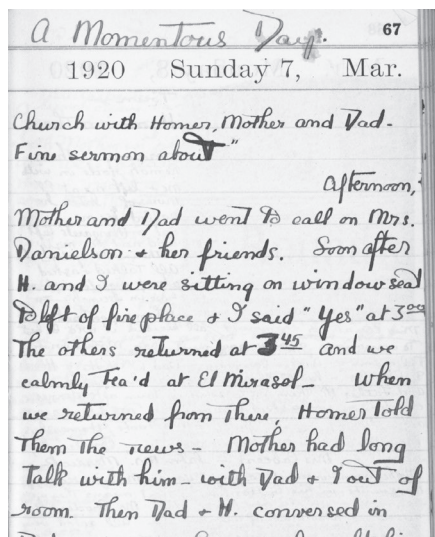 A Momentous Day.
67
1920 Sunday 7, Mar.
Church with Homer, Mother and Dad.
Fine sermon about "
Afternoon,
Mother and Dad went to call on Mrs.
Danielson & her friends. Soon after
H. and I were sitting on window seat
to left of fireplace & I said "Yes" at 3
The others returned at 3 45 and we
calmly tea'd at El Mirasol - when
we returned from there, Homer told
them the news - Mother had long
talk with him - with Dad & I out of
room. Then Dad & H. conversed in